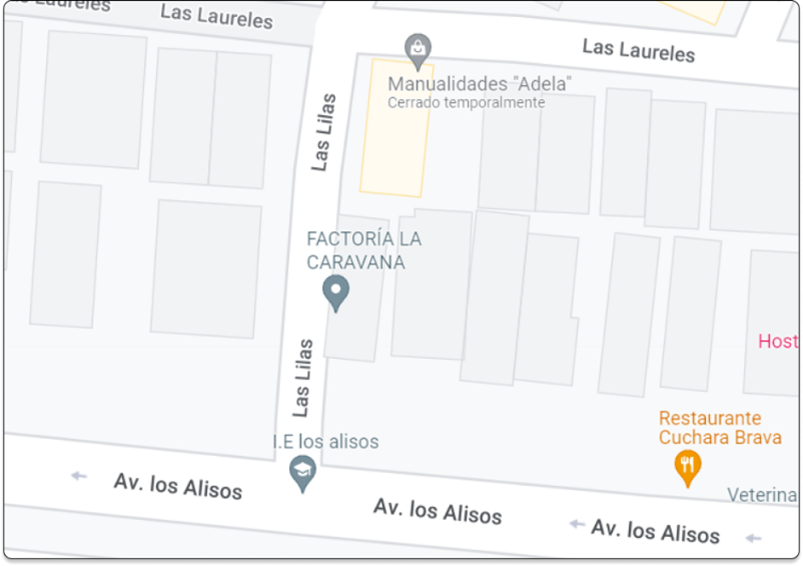 Laureles
Las Laureles
Las Laureles
Manualidades "Adela"
Cerrado temporalmente
Las Lilas
FACTORÍA LA
CARAVANA
Host
Las Lilas
Restaurante
Cuchara Brava
I.E los alisos
Av. los Alisos
Veterina
Av. los Alisos
Av. los Alisos